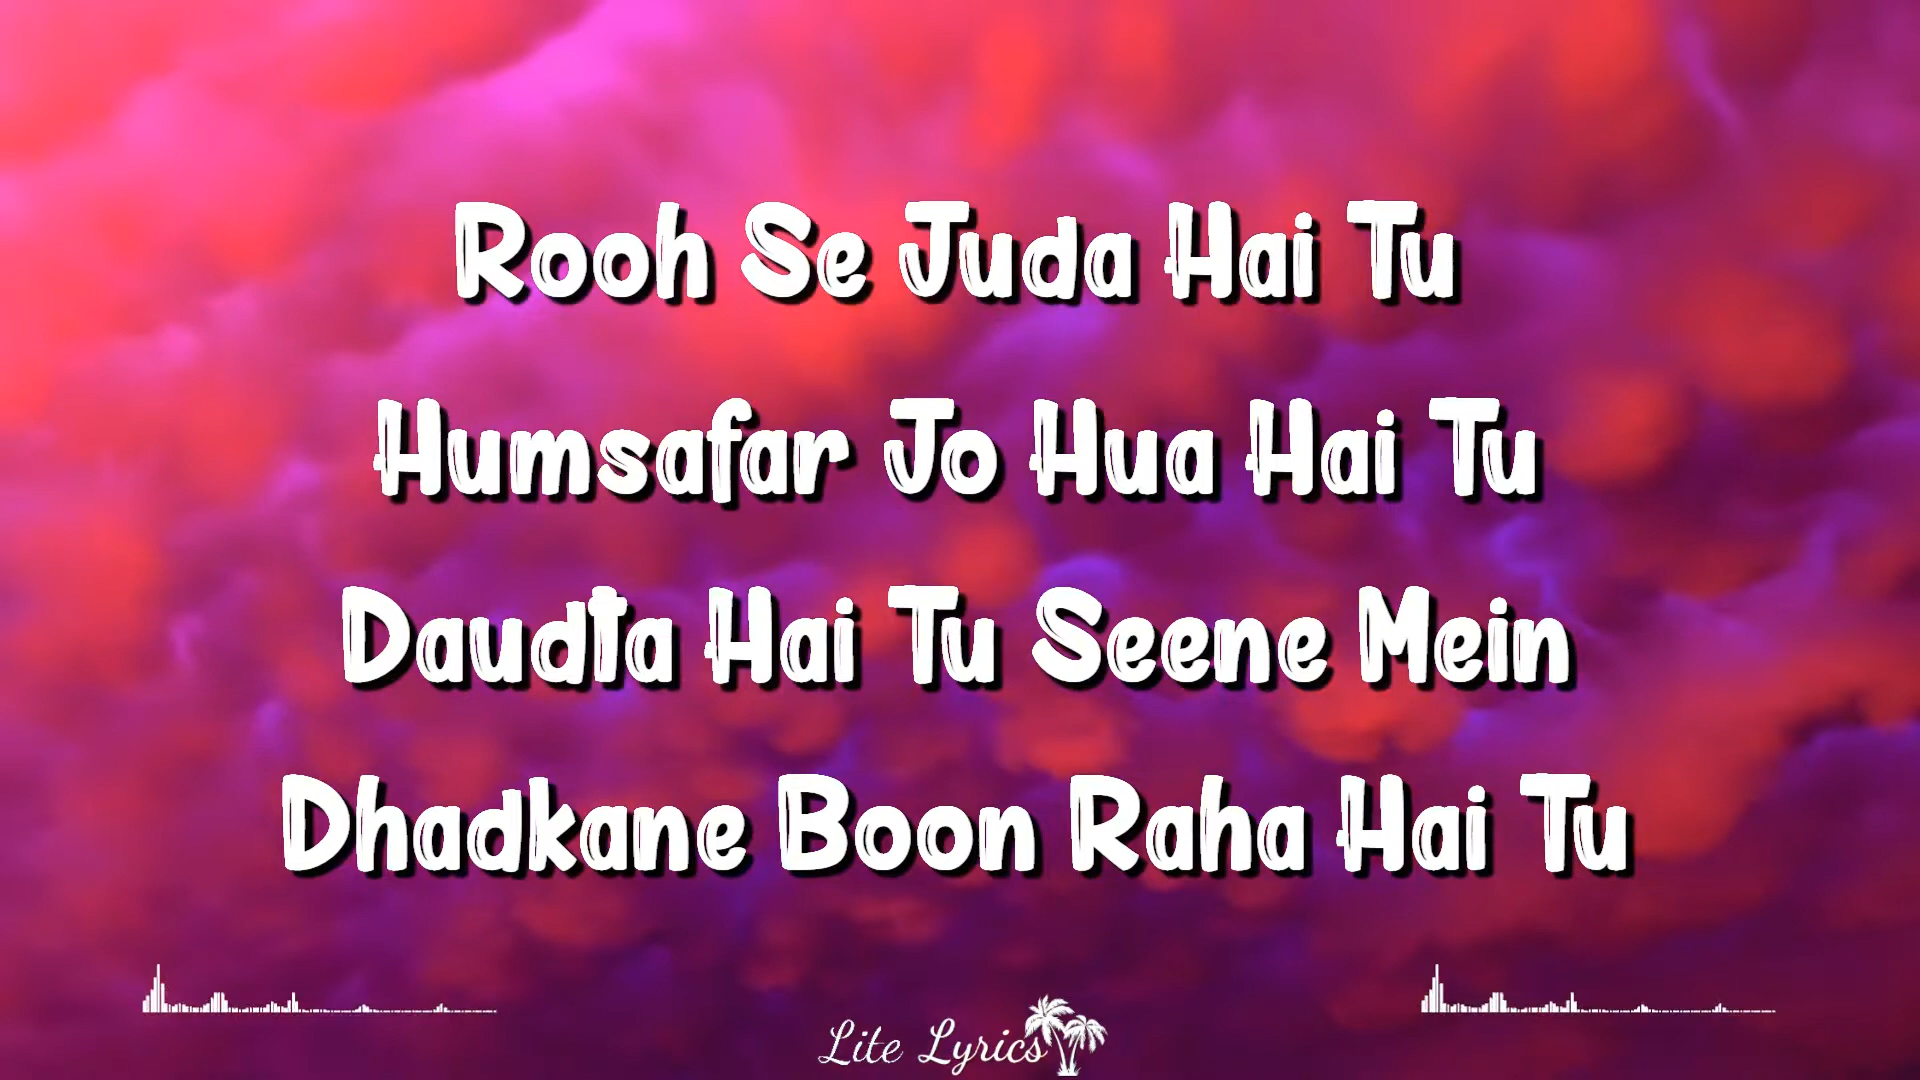 Rooh Se Juda Hai Tu
Humsafar Jo Hua Hai Tu
Daudta Hai Tu Seene Mein
Dhadkane Boon Raha Hai Tu
Lite Lyrics